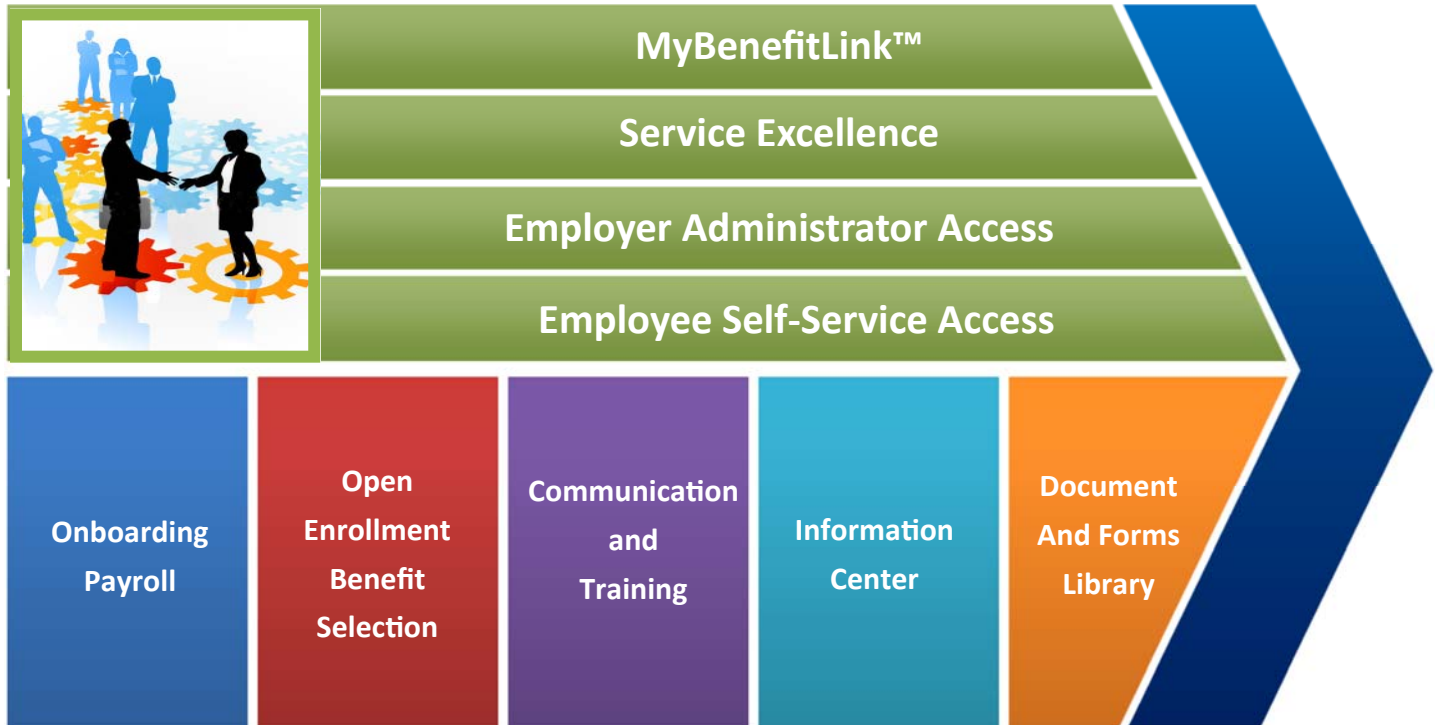 MyBenefitLink™
Service Excellence
Employer Administrator Access
Employee Self-Service Access
Onboarding
Payroll
Open
Enrollment
Benefit
Selection
Communication
and
Training
Information
Center
Document
And Forms
Library